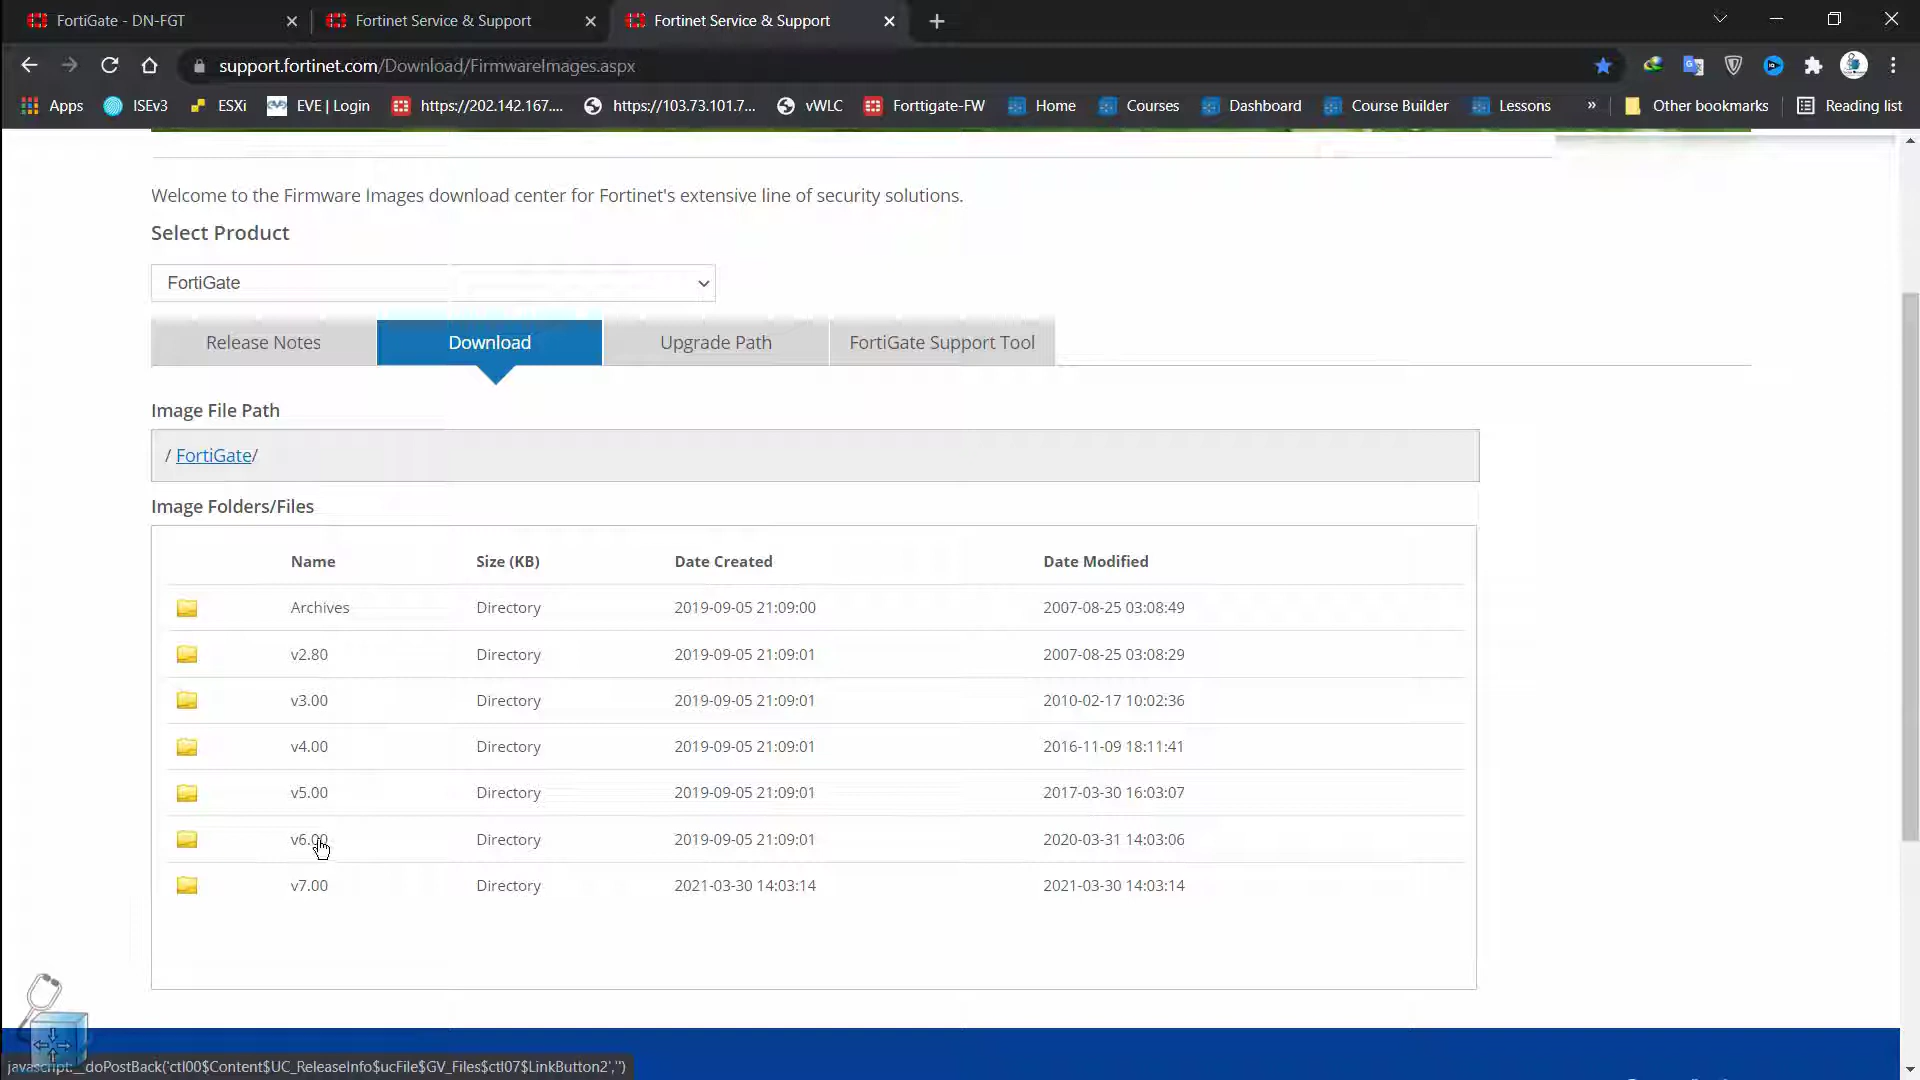 FortiGate - DN-FGT
Fortinet Service & Support
Fortinet Service & Support
support.fortinet.com/Download/FirmwareImages.aspx
Apps ISEv3 ESXi EVE | Login https://202.142.167.... https://103.73.101.7... vWLC Forttigate-FW Home Courses Dashboard Course Builder Lessons » Other bookmarks Reading list
Welcome to the Firmware Images download center for Fortinet's extensive line of security solutions.
Select Product
FortiGate
Release Notes Download Upgrade Path FortiGate Support Tool
Image File Path
/ FortiGate/
Image Folders/Files
Name Size (KB) Date Created Date Modified
Archives Directory 2019-09-05 21:09:00 2007-08-25 03:08:49
v2.80 Directory 2019-09-05 21:09:01 2007-08-25 03:08:29
v3.00 Directory 2019-09-05 21:09:01 2010-02-17 10:02:36
v4.00 Directory 2019-09-05 21:09:01 2016-11-09 18:11:41
v5.00 Directory 2019-09-05 21:09:01 2017-03-30 16:03:07
v6.00 Directory 2019-09-05 21:09:01 2020-03-31 14:03:06
v7.00 Directory 2021-03-30 14:03:14 2021-03-30 14:03:14
javascript:__doPostBack('ctl00$Content$UC_ReleaseInfo$ucFile$GV_Files$ctl07$LinkButton2','')